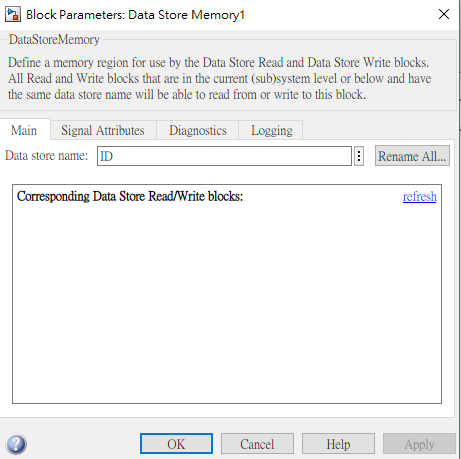 Block Parameters: Data Store Memory1
DataStoreMemory
Define a memory region for use by the Data Store Read and Data Store Write blocks.
All Read and Write blocks that are in the current (sub)system level or below and have
the same data store name will be able to read from or write to this block.
Main Signal Attributes Diagnostics Logging
Data store name: ID Rename All...
Corresponding Data Store Read/Write blocks: refresh
? OK Cancel Help Apply